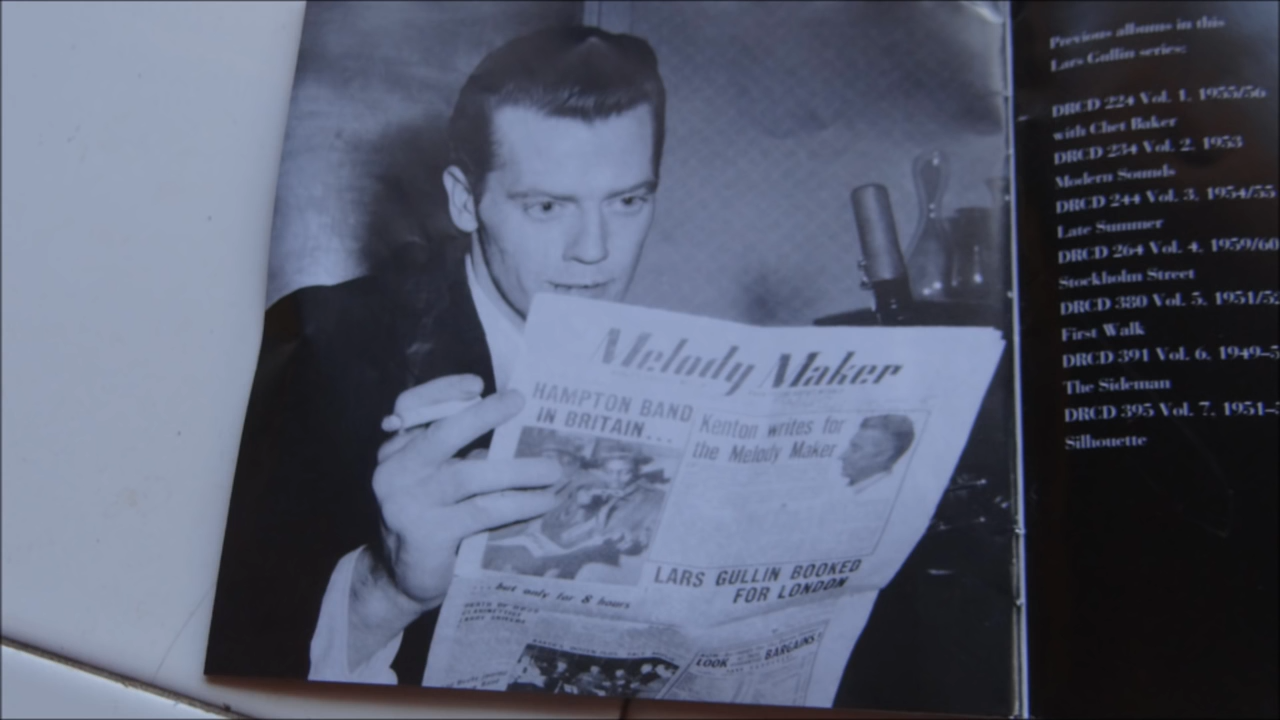 Melody Maker
HAMPTON BAND
IN BRITAIN...
Kenton writes for
the Melody Maker
...but only for 8 hours
LARS GULLIN BOOKED
FOR LONDON
LOOK
BARGAINS!
Previous albums in this
Lars Gullin series:
DRCD 224 Vol. 1, 1955/56
with Chet Baker
DRCD 234 Vol. 2, 1953
Modern Sounds
DRCD 244 Vol. 3, 1954/55
Late Summer
DRCD 264 Vol. 4, 1959/60
Stockholm Street
DRCD 380 Vol. 5, 1951/52
First Walk
DRCD 391 Vol. 6, 1949–5
The Sideman
DRCD 395 Vol. 7, 1951–
Silhouette